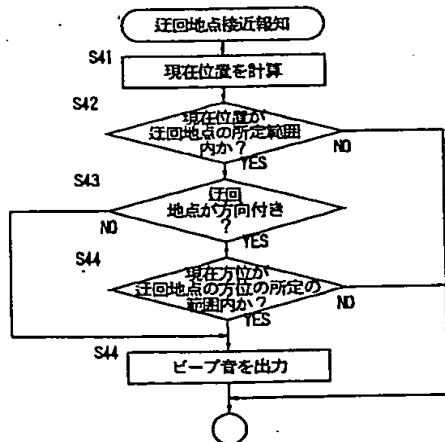 迂回地点接近報知
S41
現在位置を計算
S42
現在位置が
迂回地点の所定範囲
内か?
NO
YES
S43
迂回
地点が方向付き
?
NO
YES
S44
現在方位が
迂回地点の方位の所定の
範囲内か?
NO
YES
S44
ビープ音を出力